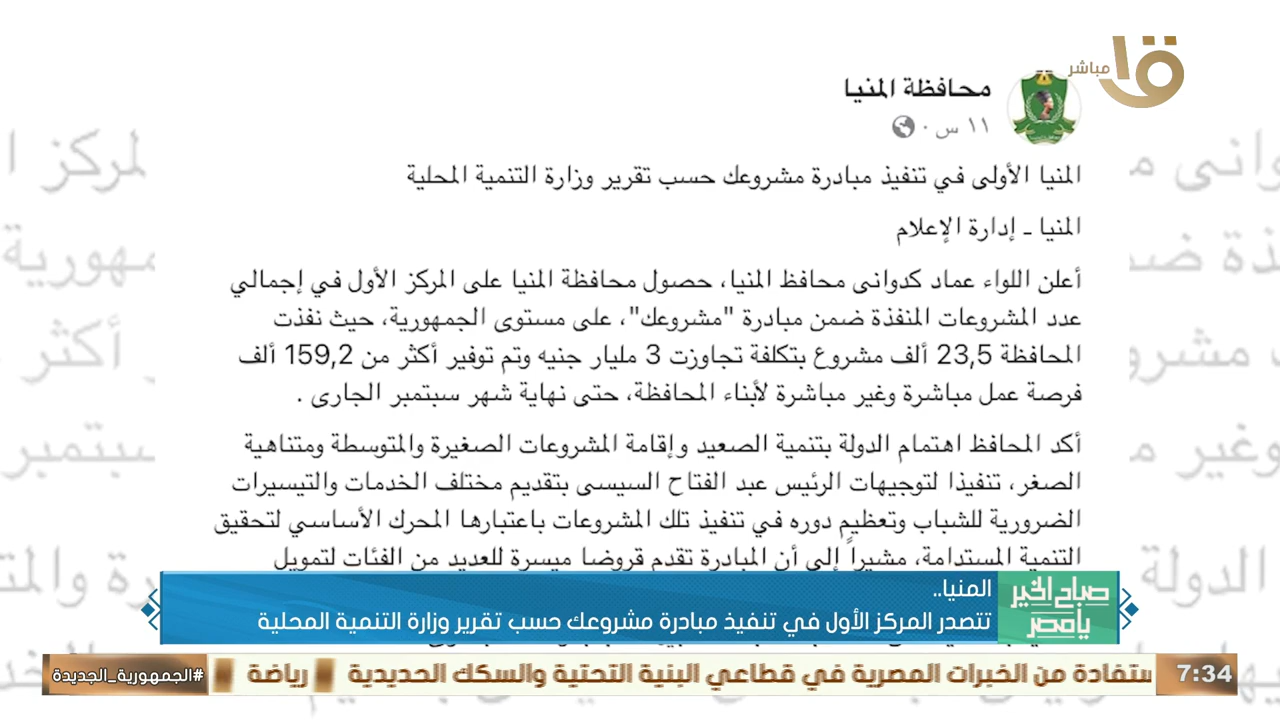 مباشر
محافظة المنيا
١١ س ·
المنيا الأولى في تنفيذ مبادرة مشروعك حسب تقرير وزارة التنمية المحلية
المنيا ـ إدارة الإعلام
أعلن اللواء عماد كدوانى محافظ المنيا، حصول محافظة المنيا على المركز الأول في إجمالي
عدد المشروعات المنفذة ضمن مبادرة "مشروعك"، على مستوى الجمهورية، حيث نفذت
المحافظة 23,5 ألف مشروع بتكلفة تجاوزت 3 مليار جنيه وتم توفير أكثر من 159,2 ألف
فرصة عمل مباشرة وغير مباشرة لأبناء المحافظة، حتى نهاية شهر سبتمبر الجارى .
أكد المحافظ اهتمام الدولة بتنمية الصعيد وإقامة المشروعات الصغيرة والمتوسطة ومتناهية
الصغر، تنفيذا لتوجيهات الرئيس عبد الفتاح السيسى بتقديم مختلف الخدمات والتيسيرات
الضرورية للشباب وتعظيم دوره في تنفيذ تلك المشروعات باعتبارها المحرك الأساسي لتحقيق
التنمية المستدامة، مشيراً إلى أن المبادرة تقدم قروضا ميسرة للعديد من الفئات لتمويل
صباح الخير
يا مصر
المنيا..
تتصدر المركز الأول في تنفيذ مبادرة مشروعك حسب تقرير وزارة التنمية المحلية
7:34
ستفادة من الخبرات المصرية في قطاعي البنية التحتية والسكك الحديدية رياضة
#الجمهورية_الجديدة